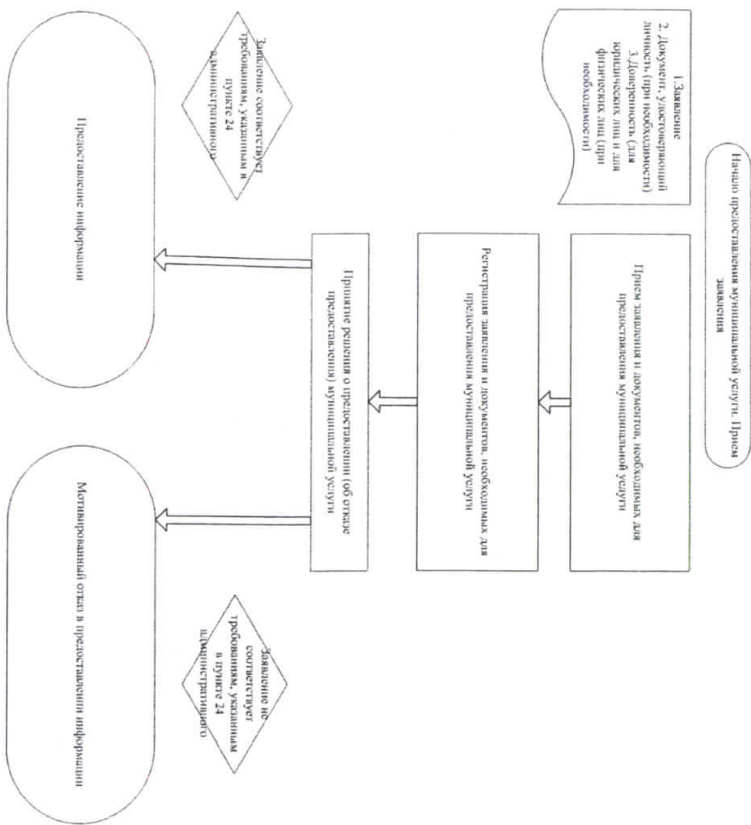 Начало предоставления муниципальной услуги. Прием
заявления
1.Заявление
2. Документ, удостоверяющий
личность (при необходимости)
3.Доверенность (для
юридических лиц и для
физических лиц (при
необходимости)
Прием заявления и документов, необходимых для
предоставления муниципальной услуги
Регистрация заявления и документов, необходимых для
предоставления муниципальной услуги
Принятие решения о предоставлении (об отказе
предоставления) муниципальной услуги
Заявление соответствует
требованиям, указанным в
пункте 24
административного
Заявление не
соответствует
требованиям, указанным
в пункте 24
административного
Предоставление информации
Мотивированный отказ в предоставлении информации